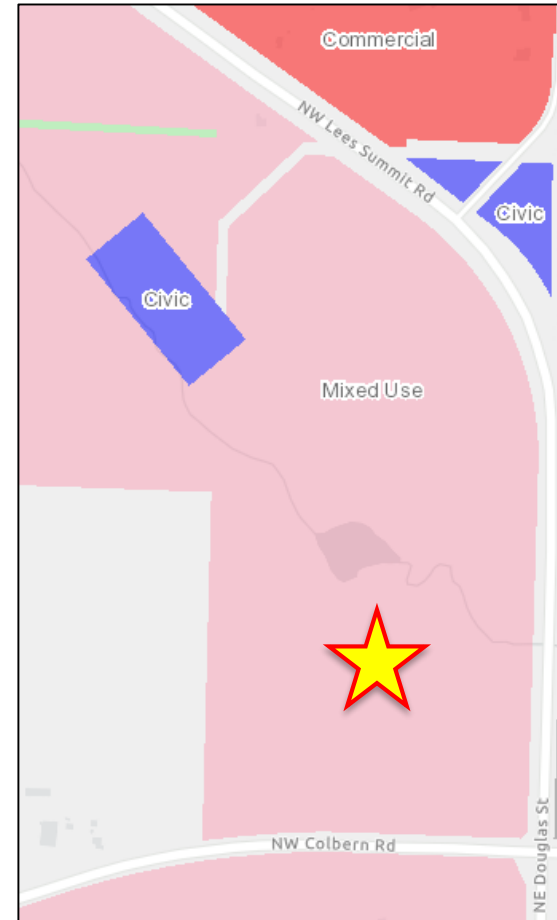 Commercial
NW Lees Summit Rd
Civic
Civic
Mixed Use
NW Colbern Rd
NE Douglas St